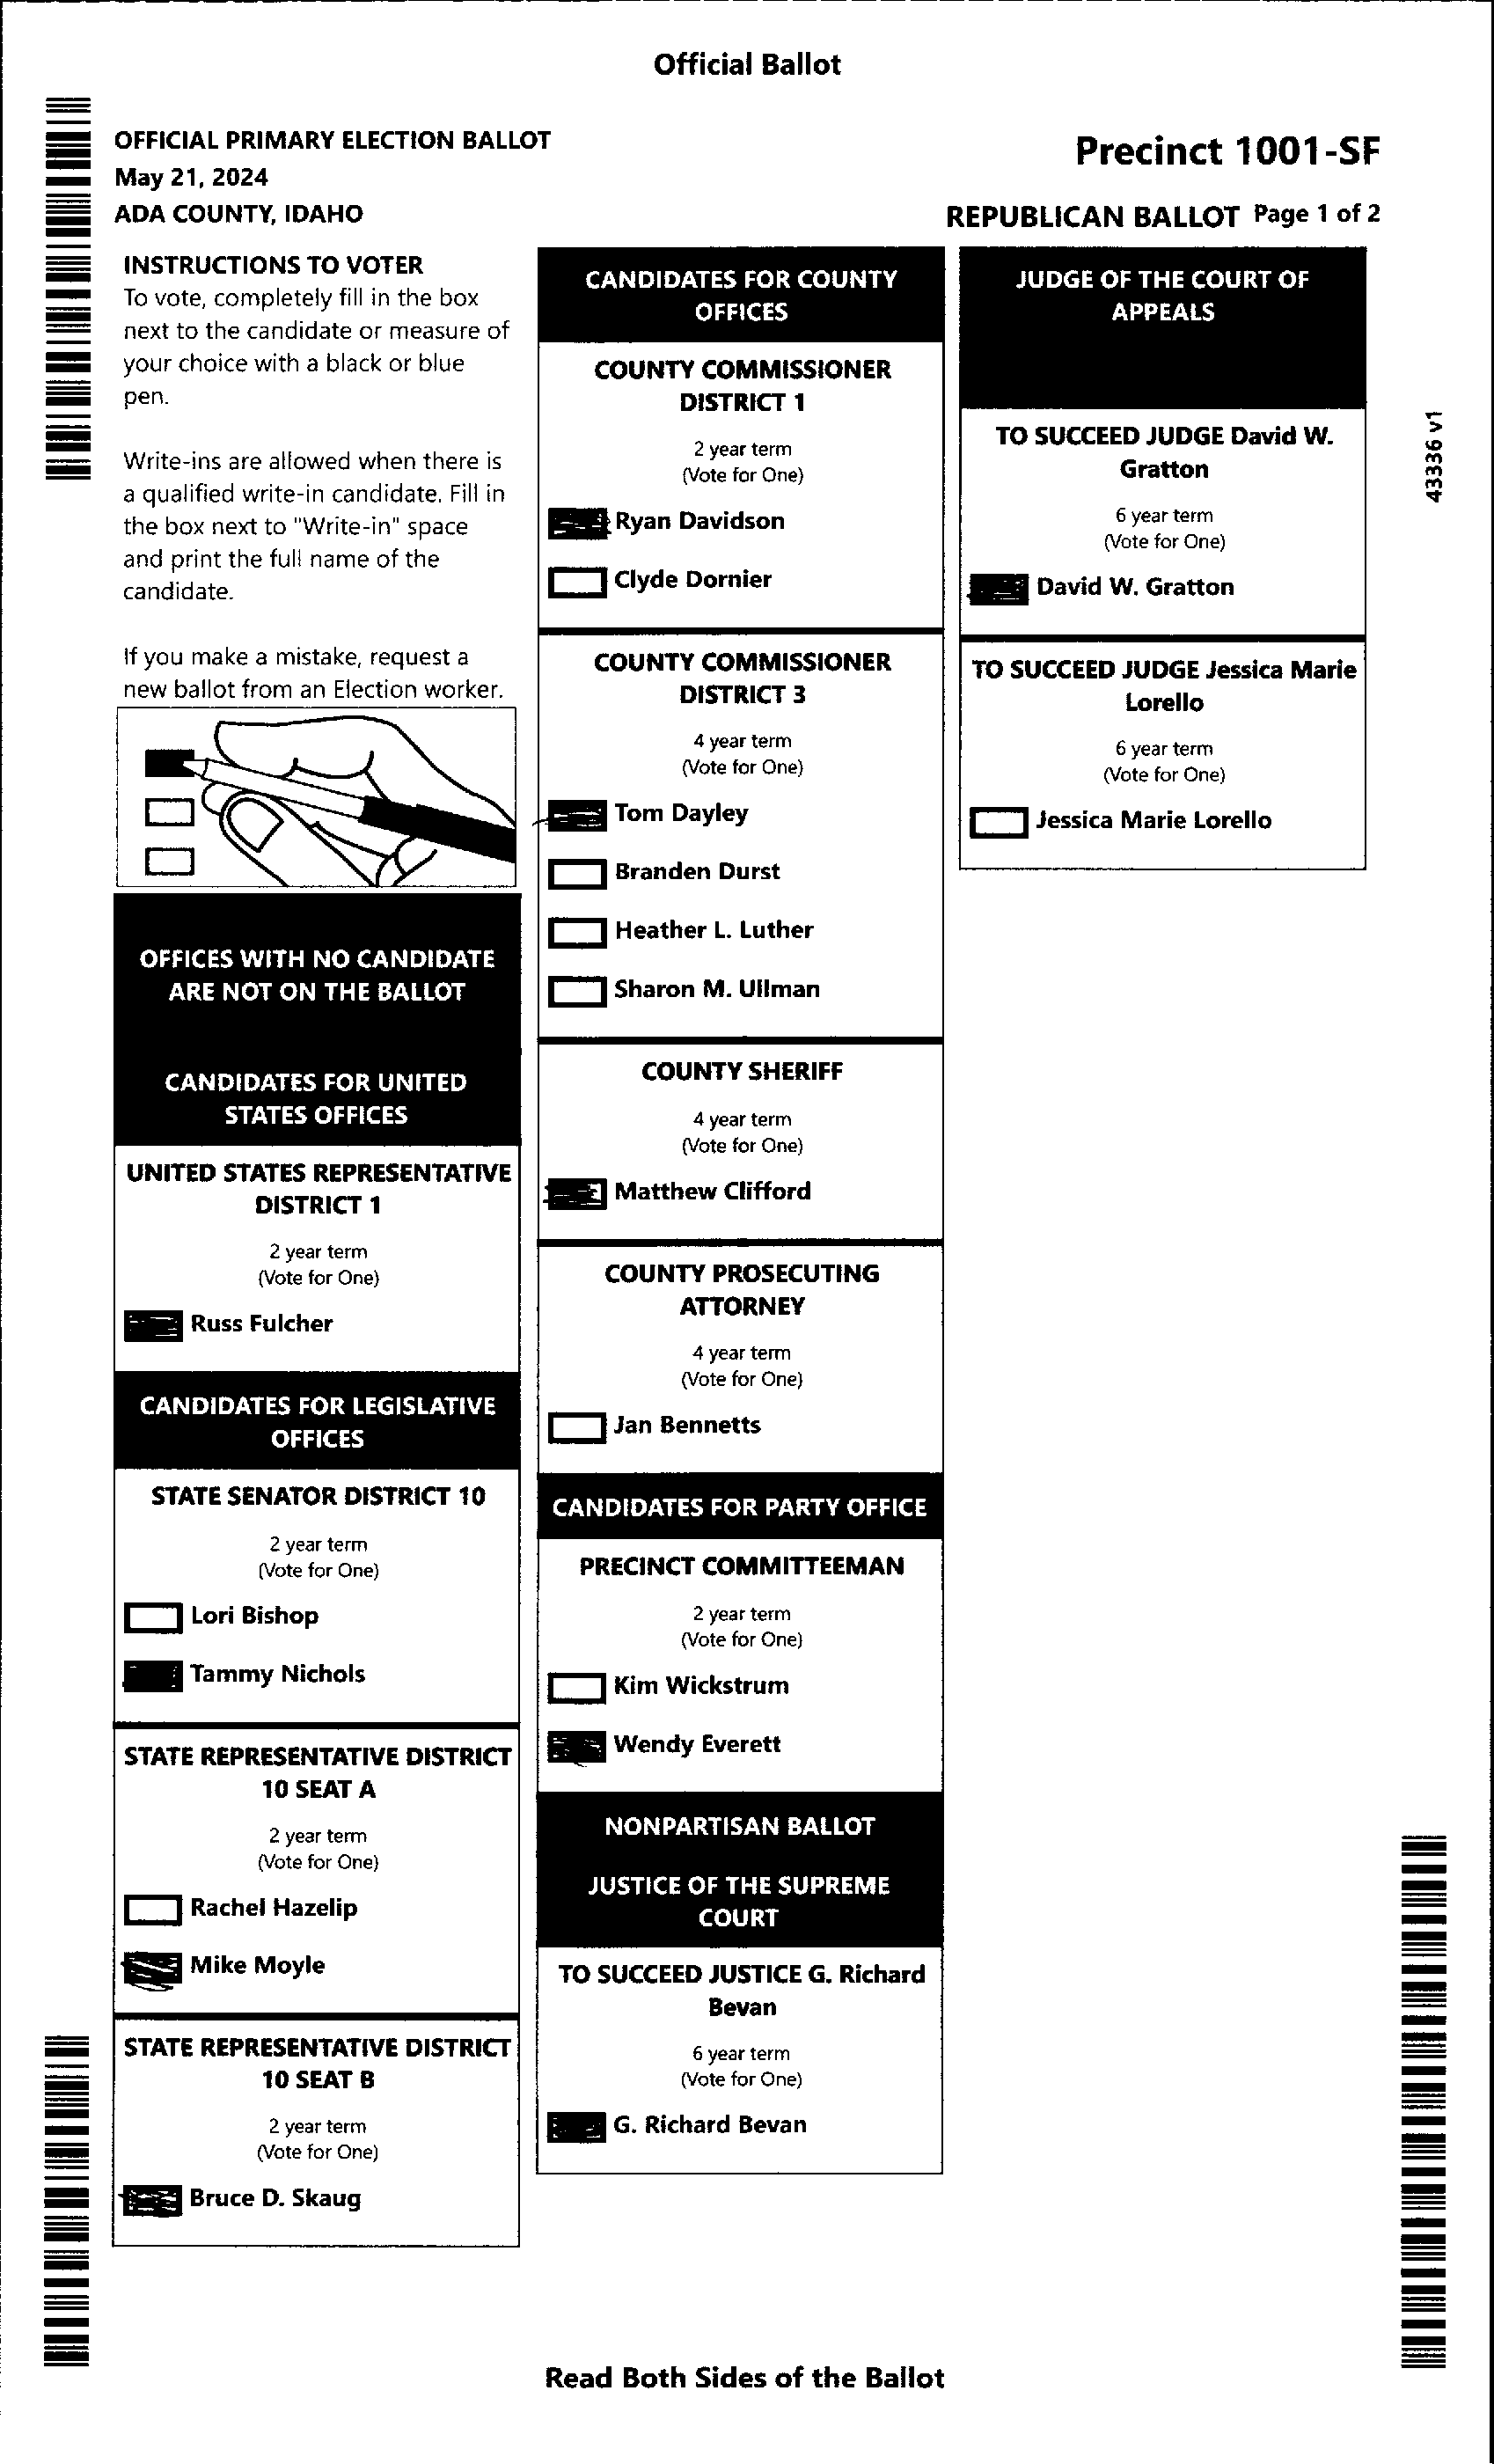 Official Ballot
OFFICIAL PRIMARY ELECTION BALLOT
May 21, 2024
ADA COUNTY, IDAHO
Precinct 1001-SF
REPUBLICAN BALLOT Page 1 of 2
INSTRUCTIONS TO VOTER
To vote, completely fill in the box
next to the candidate or measure of
your choice with a black or blue
pen.
Write-ins are allowed when there is
a qualified write-in candidate. Fill in
the box next to "Write-in" space
and print the full name of the
candidate.
If you make a mistake, request a
new ballot from an Election worker.
OFFICES WITH NO CANDIDATE
ARE NOT ON THE BALLOT
CANDIDATES FOR UNITED
STATES OFFICES
UNITED STATES REPRESENTATIVE
DISTRICT 1
2 year term
(Vote for One)
Russ Fulcher
CANDIDATES FOR LEGISLATIVE
OFFICES
STATE SENATOR DISTRICT 10
2 year term
(Vote for One)
Lori Bishop
Tammy Nichols
STATE REPRESENTATIVE DISTRICT
10 SEAT A
2 year term
(Vote for One)
Rachel Hazelip
Mike Moyle
STATE REPRESENTATIVE DISTRICT
10 SEAT B
2 year term
(Vote for One)
Bruce D. Skaug
CANDIDATES FOR COUNTY
OFFICES
COUNTY COMMISSIONER
DISTRICT 1
2 year term
(Vote for One)
Ryan Davidson
Clyde Dornier
COUNTY COMMISSIONER
DISTRICT 3
4 year term
(Vote for One)
Tom Dayley
Branden Durst
Heather L. Luther
Sharon M. Ullman
COUNTY SHERIFF
4 year term
(Vote for One)
Matthew Clifford
COUNTY PROSECUTING
ATTORNEY
4 year term
(Vote for One)
Jan Bennetts
CANDIDATES FOR PARTY OFFICE
PRECINCT COMMITTEEMAN
2 year term
(Vote for One)
Kim Wickstrum
Wendy Everett
NONPARTISAN BALLOT
JUSTICE OF THE SUPREME
COURT
TO SUCCEED JUSTICE G. Richard
Bevan
6 year term
(Vote for One)
G. Richard Bevan
JUDGE OF THE COURT OF
APPEALS
TO SUCCEED JUDGE David W.
Gratton
6 year term
(Vote for One)
David W. Gratton
TO SUCCEED JUDGE Jessica Marie
Lorello
6 year term
(Vote for One)
Jessica Marie Lorello
43336 v1
Read Both Sides of the Ballot